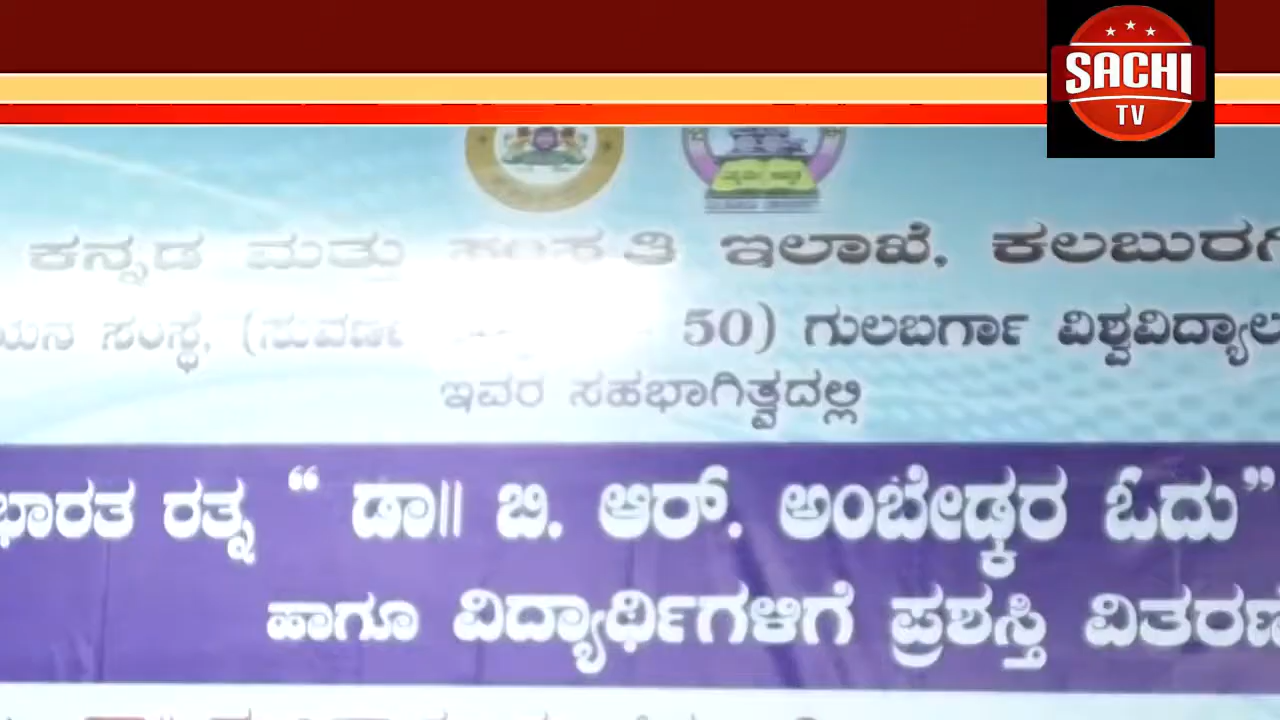 SACHI
TV
ಕನ್ನಡ ಮತ್ತು ಸಂಸ್ಕೃತಿ ಇಲಾಖೆ, ಕಲಬುರಗಿ
ಯನ ಸಂಸ್ಥೆ, (ಸುವರ್ಣ 50) ಗುಲಬರ್ಗಾ ವಿಶ್ವವಿದ್ಯಾಲ
ಇವರ ಸಹಭಾಗಿತ್ವದಲ್ಲಿ
ಭಾರತ ರತ್ನ “ ಡಾ|| ಬಿ. ಆರ್. ಅಂಬೇಡ್ಕರ ಓದು”
ಹಾಗೂ ವಿದ್ಯಾರ್ಥಿಗಳಿಗೆ ಪ್ರಶಸ್ತಿ ವಿತರಣ